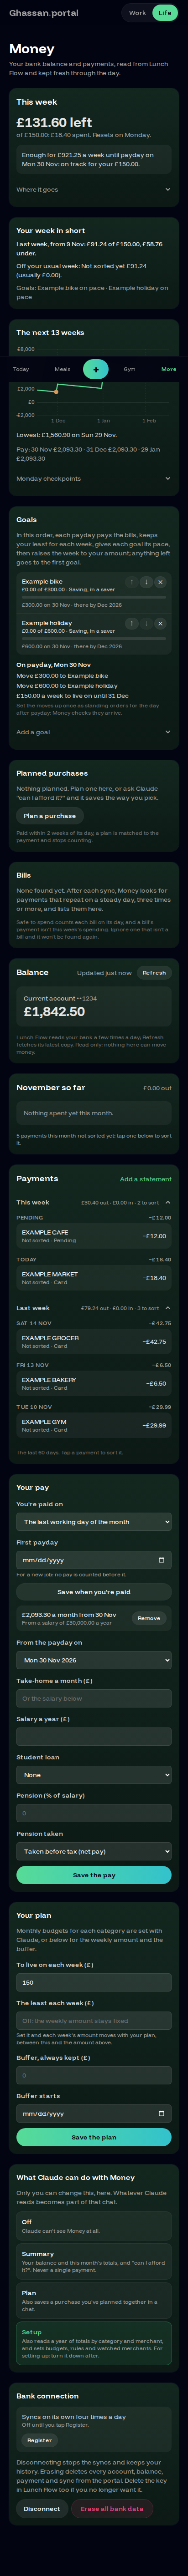 Ghassan.portal
Work
Life
Money
Your bank balance and payments, read from Lunch
Flow and kept fresh through the day.
This week
£131.60 left
of £150.00: £18.40 spent. Resets on Monday.
Enough for £921.25 a week until payday on
Mon 30 Nov: on track for your £150.00.
Where it goes
Your week in short
Last week, from 9 Nov: £91.24 of £150.00, £58.76
under.
Off your usual week: Not sorted yet £91.24
(usually £0.00).
Goals: Example bike on pace · Example holiday on
pace
The next 13 weeks
£8,000
Today
Meals
+
Gym
More
£2,000
£0
£2,000
1 Dec
1 Jan
1 Feb
Lowest: £1,560.90 on Sun 29 Nov.
Pay: 30 Nov £2,093.30 · 31 Dec £2,093.30 · 29 Jan
£2,093.30
Monday checkpoints
Goals
In this order, each payday pays the bills, keeps
your least for each week, gives each goal its pace,
then raises the week to your amount; anything left
goes to the first goal.
Example bike
£0.00 of £300.00 · Saving, in a saver
£300.00 on 30 Nov · there by Dec 2026
Example holiday
£0.00 of £600.00 · Saving, in a saver
£600.00 on 30 Nov · there by Dec 2026
On payday, Mon 30 Nov
Move £300.00 to Example bike
Move £600.00 to Example holiday
£150.00 a week to live on until 31 Dec
Set the moves up once as standing orders for the day
after payday. Money checks they arrive.
Add a goal
Planned purchases
Nothing planned. Plan one here, or ask Claude
"can I afford it?" and it saves the way you pick.
Plan a purchase
Paid within 2 weeks of its day, a plan is matched to the
payment and stops counting.
Bills
None found yet. After each sync, Money looks for
payments that repeat on a steady day, three times
or more, and lists them here.
Safe-to-spend counts each bill on its day, and a bill's
payment isn't this week's spending. Ignore one that isn't a
bill and it won't be found again.
Balance
Updated just now
Refresh
Current account ··1234
£1,842.50
Lunch Flow reads your bank a few times a day; Refresh
fetches its latest copy. Read only: nothing here can move
money.
November so far
£0.00 out
Nothing spent yet this month.
5 payments this month not sorted yet: tap one below to sort
it.
Payments
Add a statement
This week
£30.40 out · £0.00 in · 2 to sort
PENDING
−£12.00
EXAMPLE CAFE
Not sorted · Pending
−£12.00
TODAY
−£18.40
EXAMPLE MARKET
Not sorted · Card
−£18.40
Last week
£79.24 out · £0.00 in · 3 to sort
SAT 14 NOV
−£42.75
EXAMPLE GROCER
Not sorted · Card
−£42.75
FRI 13 NOV
−£6.50
EXAMPLE BAKERY
Not sorted · Card
−£6.50
TUE 10 NOV
−£29.99
EXAMPLE GYM
Not sorted · Card
−£29.99
The last 60 days. Tap a payment to sort it.
Your pay
You're paid on
The last working day of the month
First payday
mm/dd/yyyy
For a new job: no pay is counted before it.
Save when you're paid
£2,093.30 a month from 30 Nov
From a salary of £30,000.00 a year
Remove
From the payday on
Mon 30 Nov 2026
Take-home a month (£)
Or the salary below
Salary a year (£)
Student loan
None
Pension (% of salary)
0
Pension taken
Taken before tax (net pay)
Save the pay
Your plan
Monthly budgets for each category are set with
Claude, or below for the weekly amount and the
buffer.
To live on each week (£)
150
The least each week (£)
Off: the weekly amount stays fixed
Set it and each week's amount moves with your plan,
between this and the amount above.
Buffer, always kept (£)
0
Buffer starts
mm/dd/yyyy
Save the plan
What Claude can do with Money
Only you can change this, here. Whatever Claude
reads becomes part of that chat.
Off
Claude can't see Money at all.
Summary
Your balance and this month's totals, and "can I afford
it?". Never a single payment.
Plan
Also saves a purchase you've planned together in a
chat.
Setup
Also reads a year of totals by category and merchant,
and sets budgets, rules and watched merchants. For
setting up; turn it down after.
Bank connection
Syncs on its own four times a day
Off until you tap Register.
Register
Disconnecting stops the syncs and keeps your
history. Erasing deletes every account, balance,
payment and sync from the portal. Delete the key
in Lunch Flow too if you no longer need it.
Disconnect
Erase all bank data